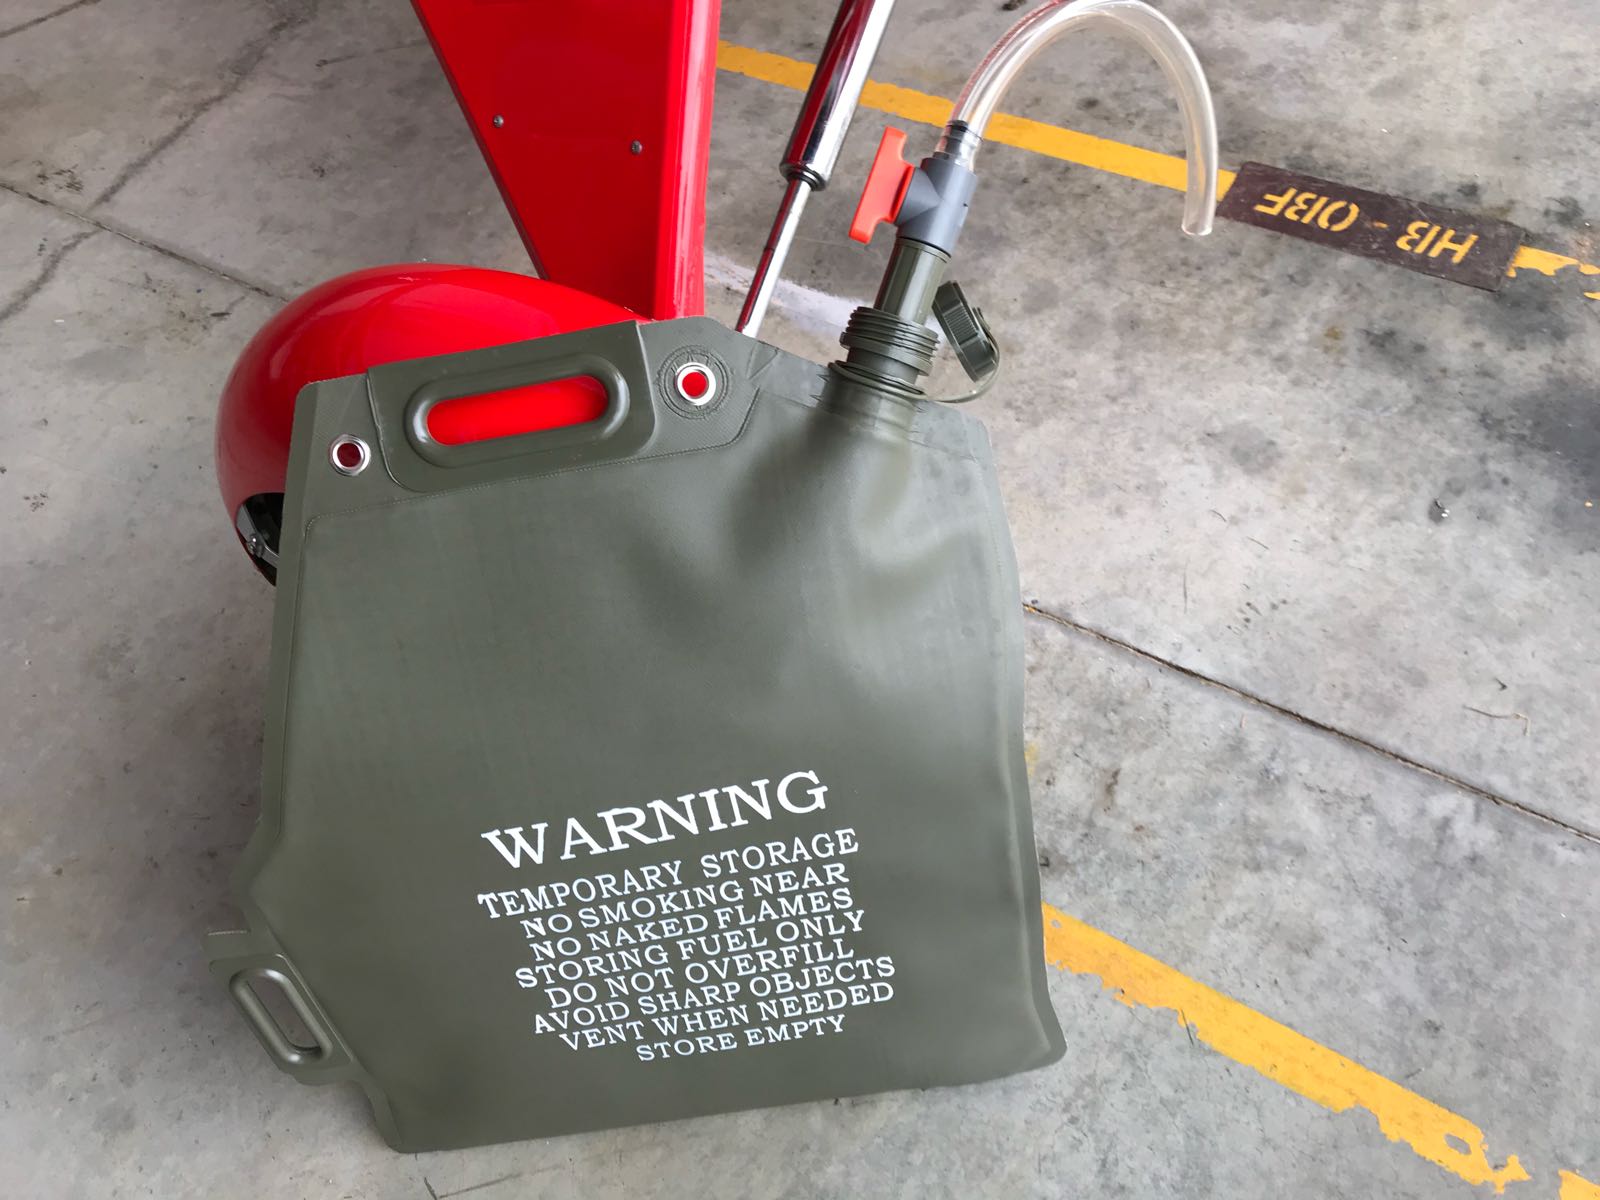 HB - OBF
WARNING
TEMPORARY STORAGE
NO SMOKING NEAR
NO NAKED FLAMES
STORING FUEL ONLY
DO NOT OVERFILL
AVOID SHARP OBJECTS
VENT WHEN NEEDED
STORE EMPTY